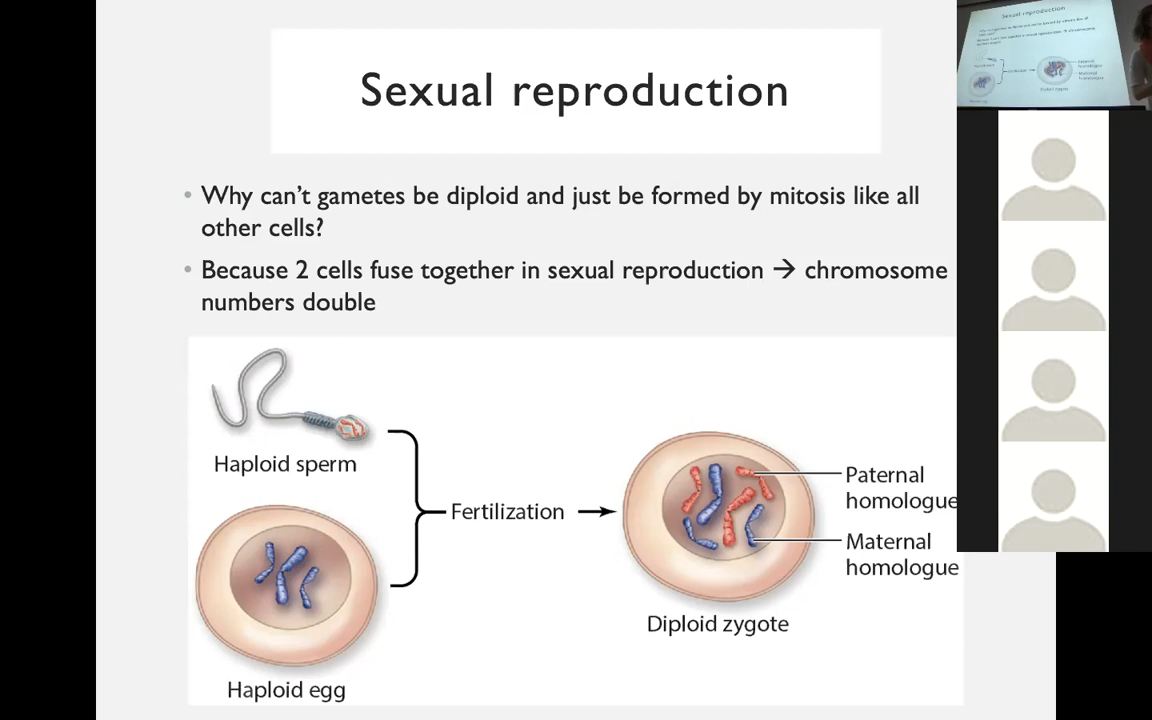 Sexual reproduction
• Why can't gametes be diploid and just be formed by mitosis like all
other cells?
• Because 2 cells fuse together in sexual reproduction → chromosome
numbers double
Haploid sperm
Haploid egg
Fertilization
Paternal
homologue
Maternal
homologue
Diploid zygote
Sexual reproduction